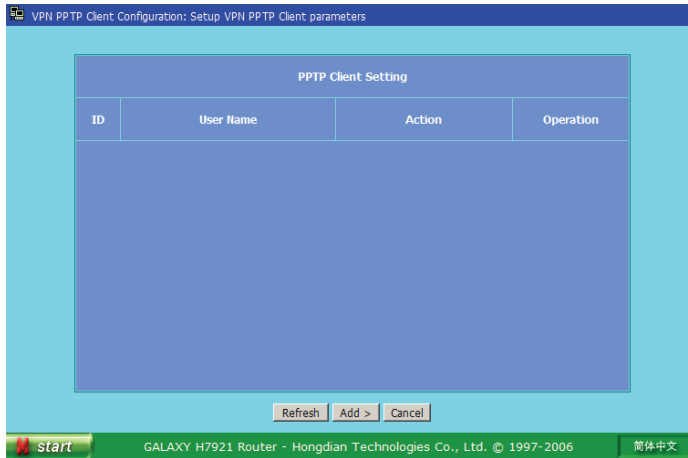 VPN PPTP Client Configuration: Setup VPN PPTP Client parameters
PPTP Client Setting
ID User Name Action Operation
Refresh Add > Cancel
start GALAXY H7921 Router - Hongdian Technologies Co., Ltd. © 1997-2006 简体中文